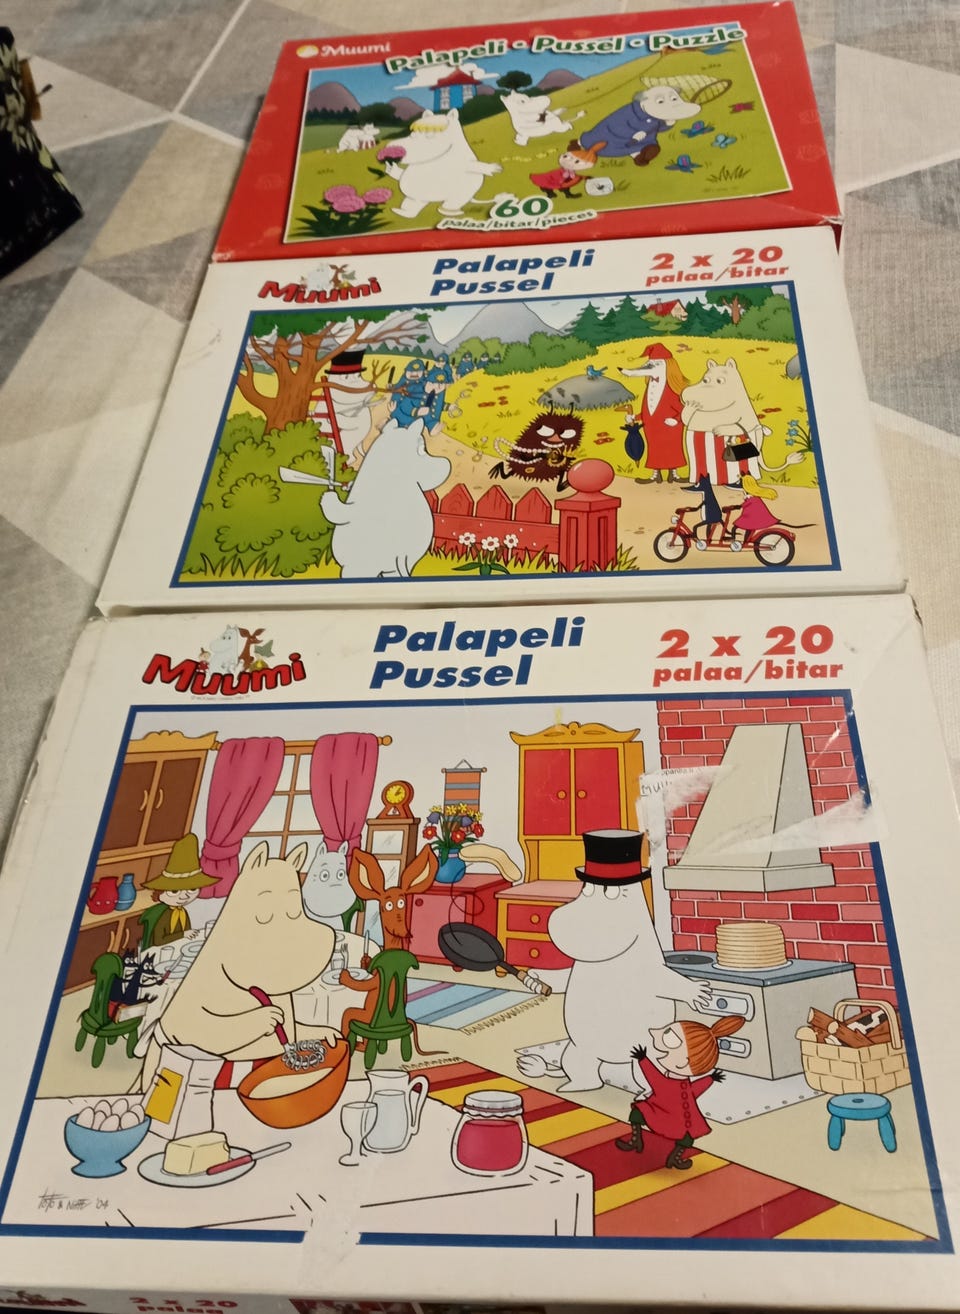 Muumi
Palapeli • Pussel • Puzzle
60
palaa/bitar/pieces
Muumi
Palapeli
Pussel
2 x 20
palaa/bitar
Muumi
Palapeli
Pussel
2 x 20
palaa/bitar
2 x 20
palaa